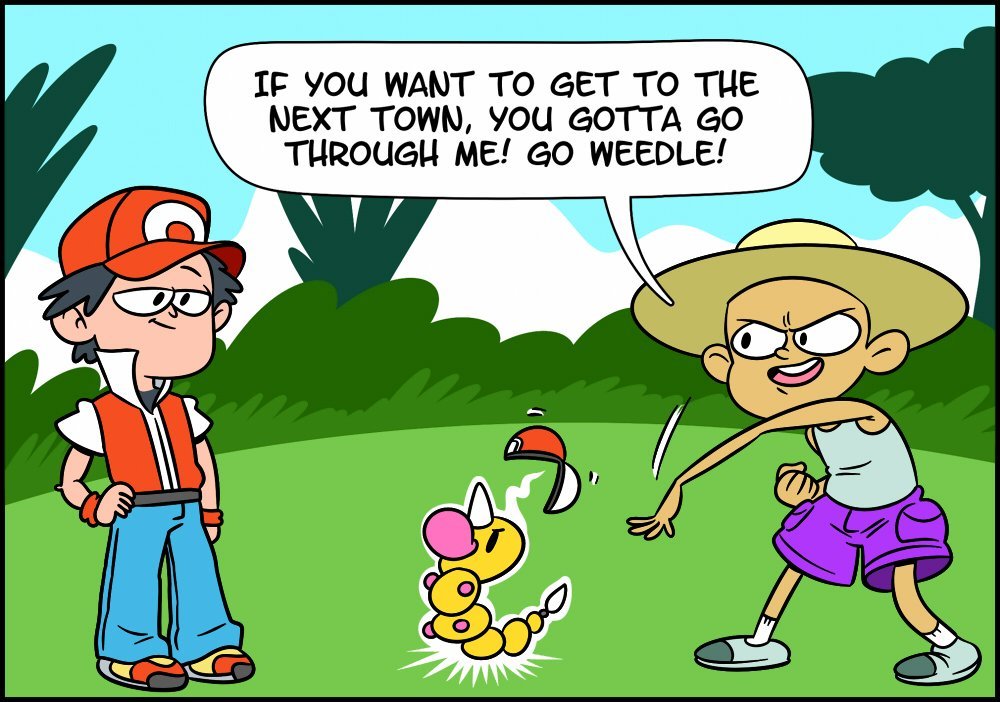 IF YOU WANT TO GET TO THE
NEXT TOWN, YOU GOTTA GO
THROUGH ME! GO WEEDLE!